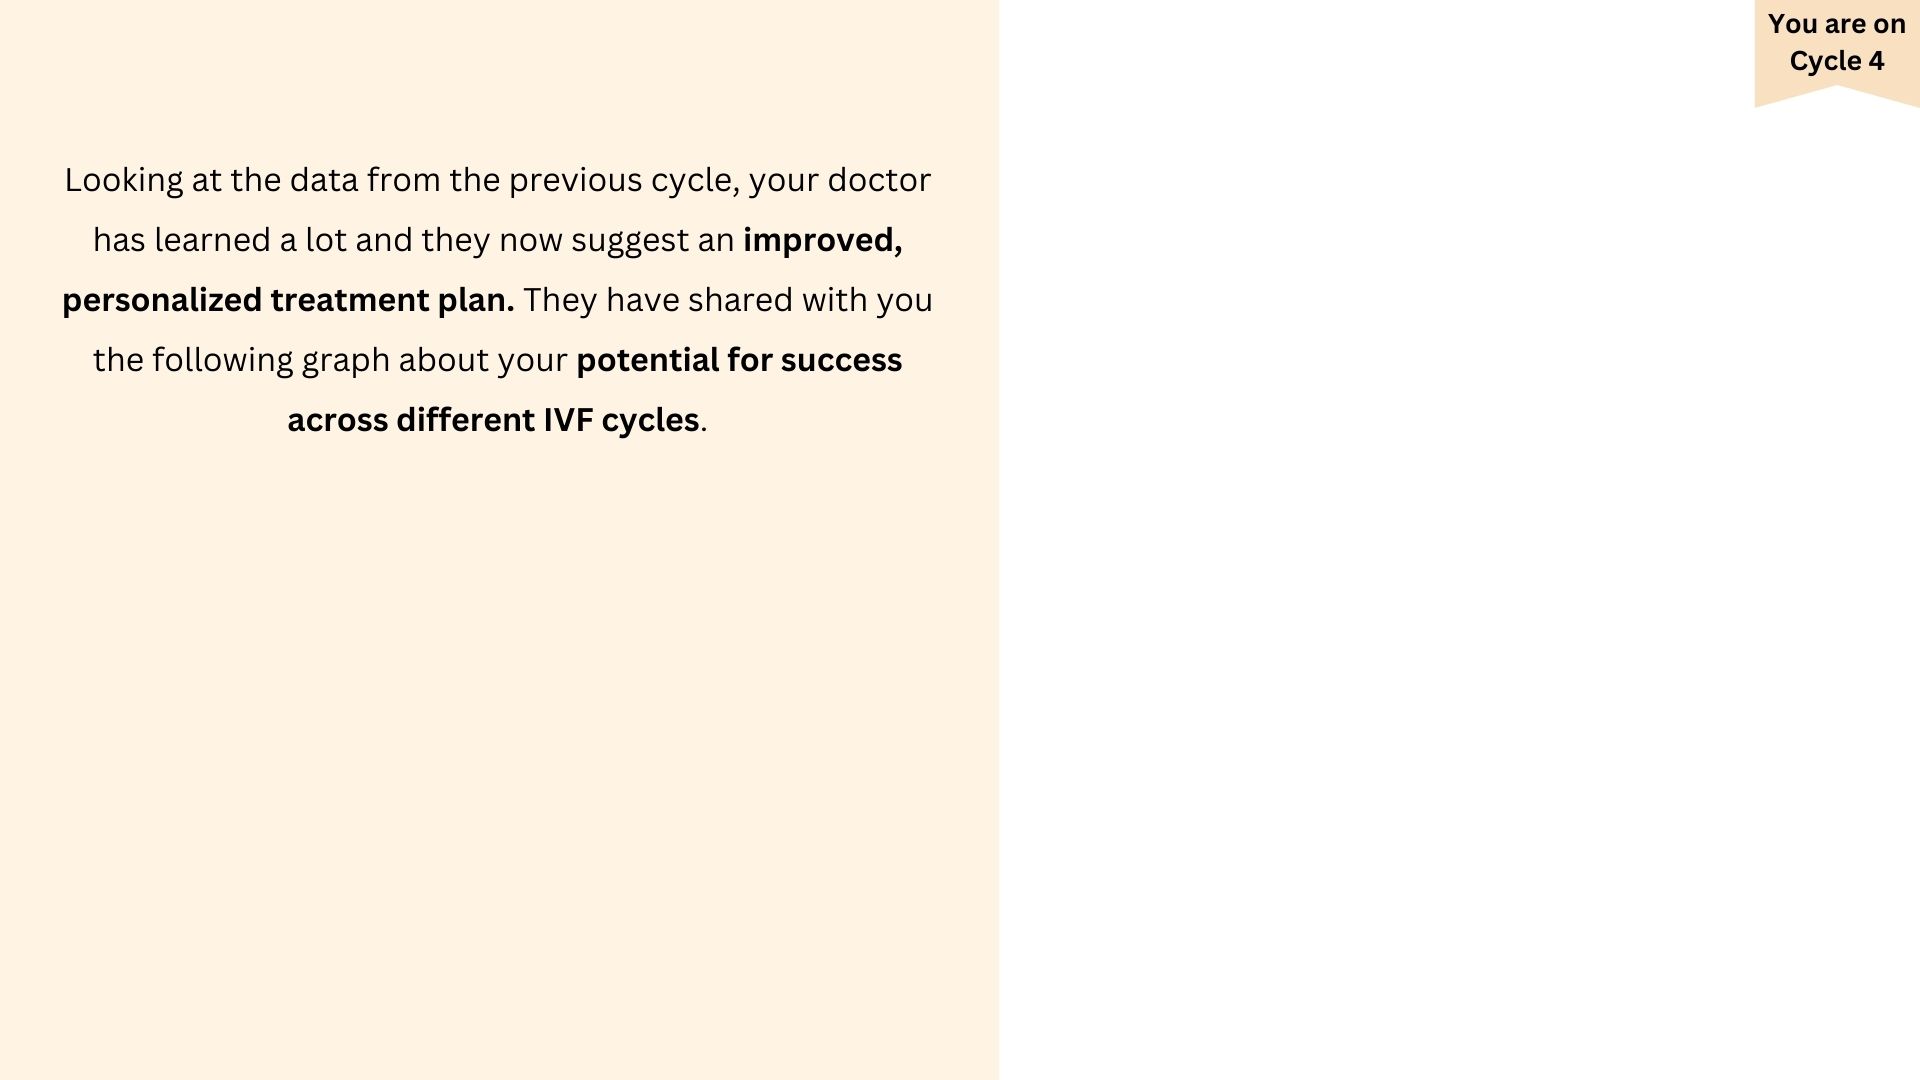 You are on
Cycle 4
Looking at the data from the previous cycle, your doctor
has learned a lot and they now suggest an improved,
personalized treatment plan. They have shared with you
the following graph about your potential for success
across different IVF cycles.